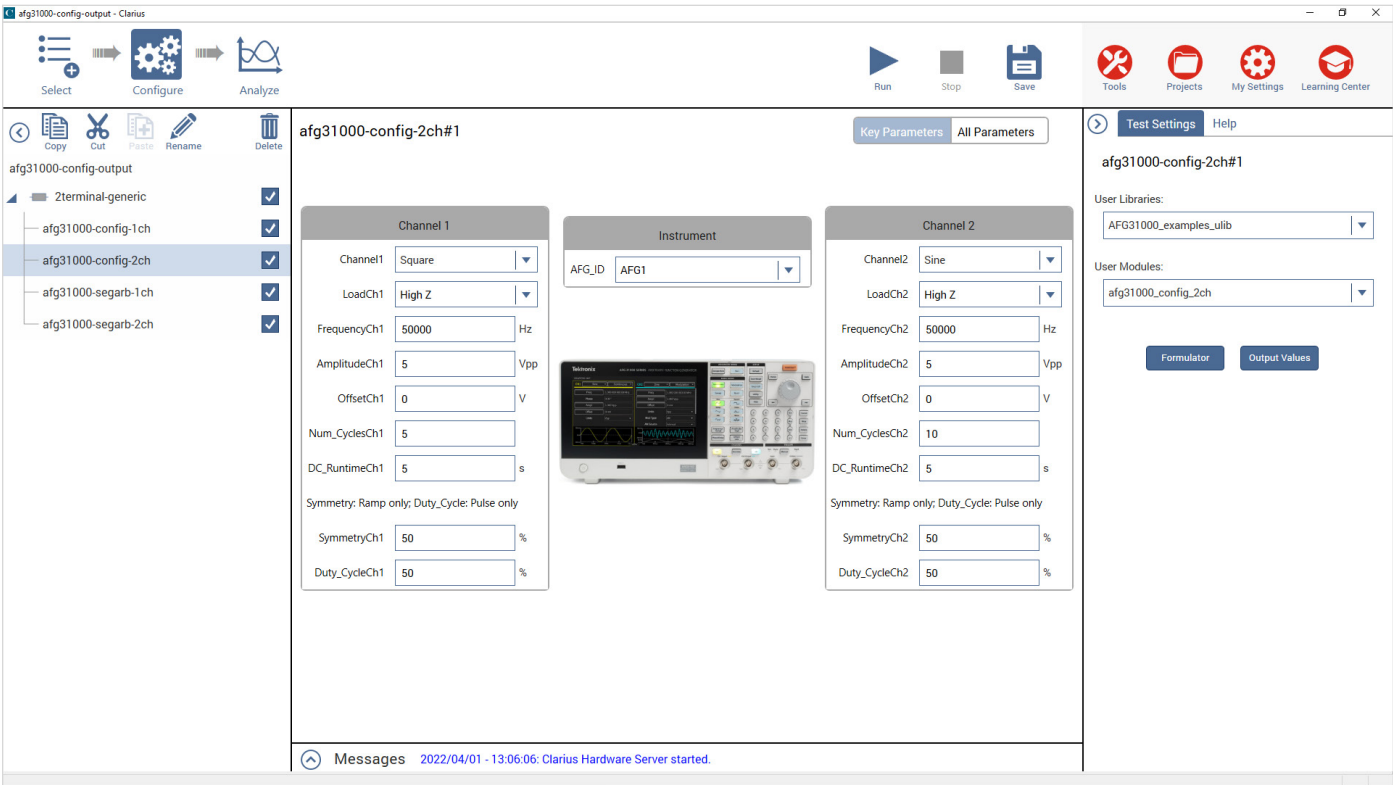 afg31000-config-output - Clarius
Select
Configure
Analyze
Run
Stop
Save
Tools
Projects
My Settings
Learning Center
Copy
Cut
Paste
Rename
Delete
afg31000-config-output
2terminal-generic
afg31000-config-1ch
afg31000-config-2ch
afg31000-segarb-1ch
afg31000-segarb-2ch
afg31000-config-2ch#1
Key Parameters All Parameters
Channel 1
Channel1 Square
LoadCh1 High Z
FrequencyCh1 50000 Hz
AmplitudeCh1 5 Vpp
OffsetCh1 0 V
Num_CyclesCh1 5
DC_RuntimeCh1 5 s
Symmetry: Ramp only; Duty_Cycle: Pulse only
SymmetryCh1 50 %
Duty_CycleCh1 50 %
Instrument
AFG_ID AFG1
Tektronix
Channel 2
Channel2 Sine
LoadCh2 High Z
FrequencyCh2 50000 Hz
AmplitudeCh2 5 Vpp
OffsetCh2 0 V
Num_CyclesCh2 10
DC_RuntimeCh2 5 s
Symmetry: Ramp only; Duty_Cycle: Pulse only
SymmetryCh2 50 %
Duty_CycleCh2 50 %
Test Settings Help
afg31000-config-2ch#1
User Libraries:
AFG31000_examples_ulib
User Modules:
afg31000_config_2ch
Formulator Output Values
Messages 2022/04/01 - 13:06:06: Clarius Hardware Server started.